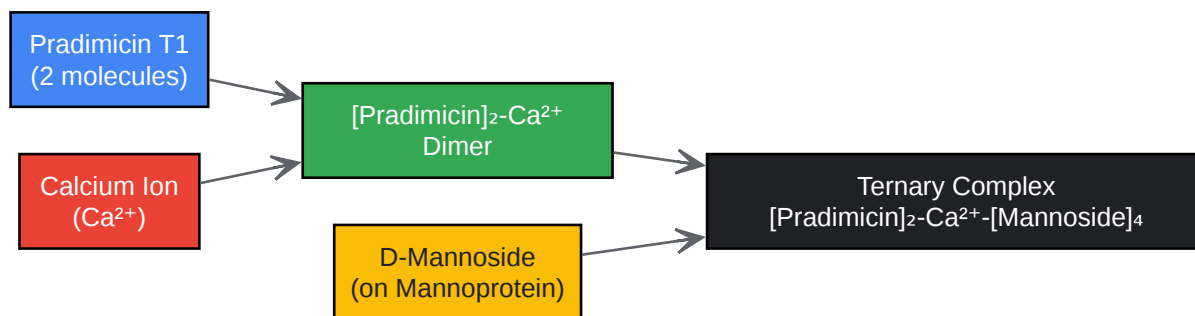 Pradimicin T1
(2 molecules)
Calcium Ion
(Ca²⁺)
[Pradimicin]₂-Ca²⁺
Dimer
D-Mannoside
(on Mannoprotein)
Ternary Complex
[Pradimicin]₂-Ca²⁺-[Mannoside]₄